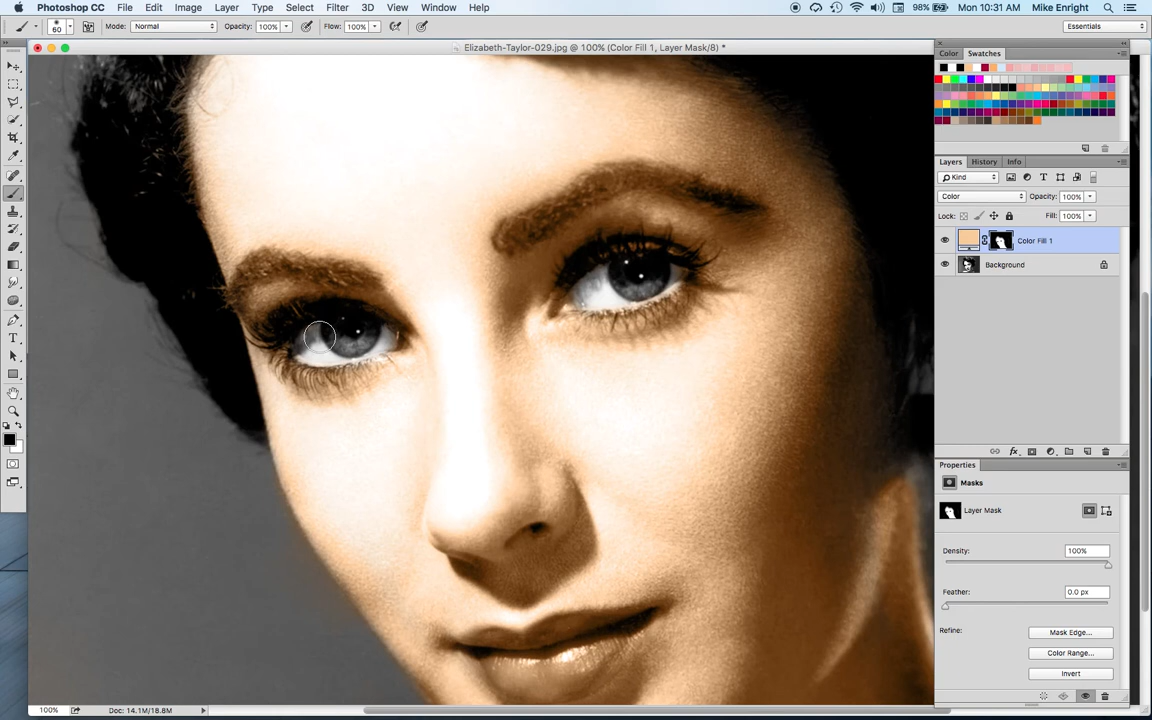 Photoshop CC File Edit Image Layer Type Select Filter 3D View Window Help 98% Mon 10:31 AM Mike Enright
60 Mode: Normal Opacity: 100% Flow: 100% Essentials
Elizabeth-Taylor-029.jpg @ 100% (Color Fill 1, Layer Mask/8) *
Color Swatches
Layers History Info
Kind
Color Opacity: 100%
Lock: Fill: 100%
Color Fill 1
Background
fx
Properties
Masks
Layer Mask
Density: 100%
Feather: 0.0 px
Refine: Mask Edge...
Color Range...
Invert
100% Doc: 14.1M/18.8M